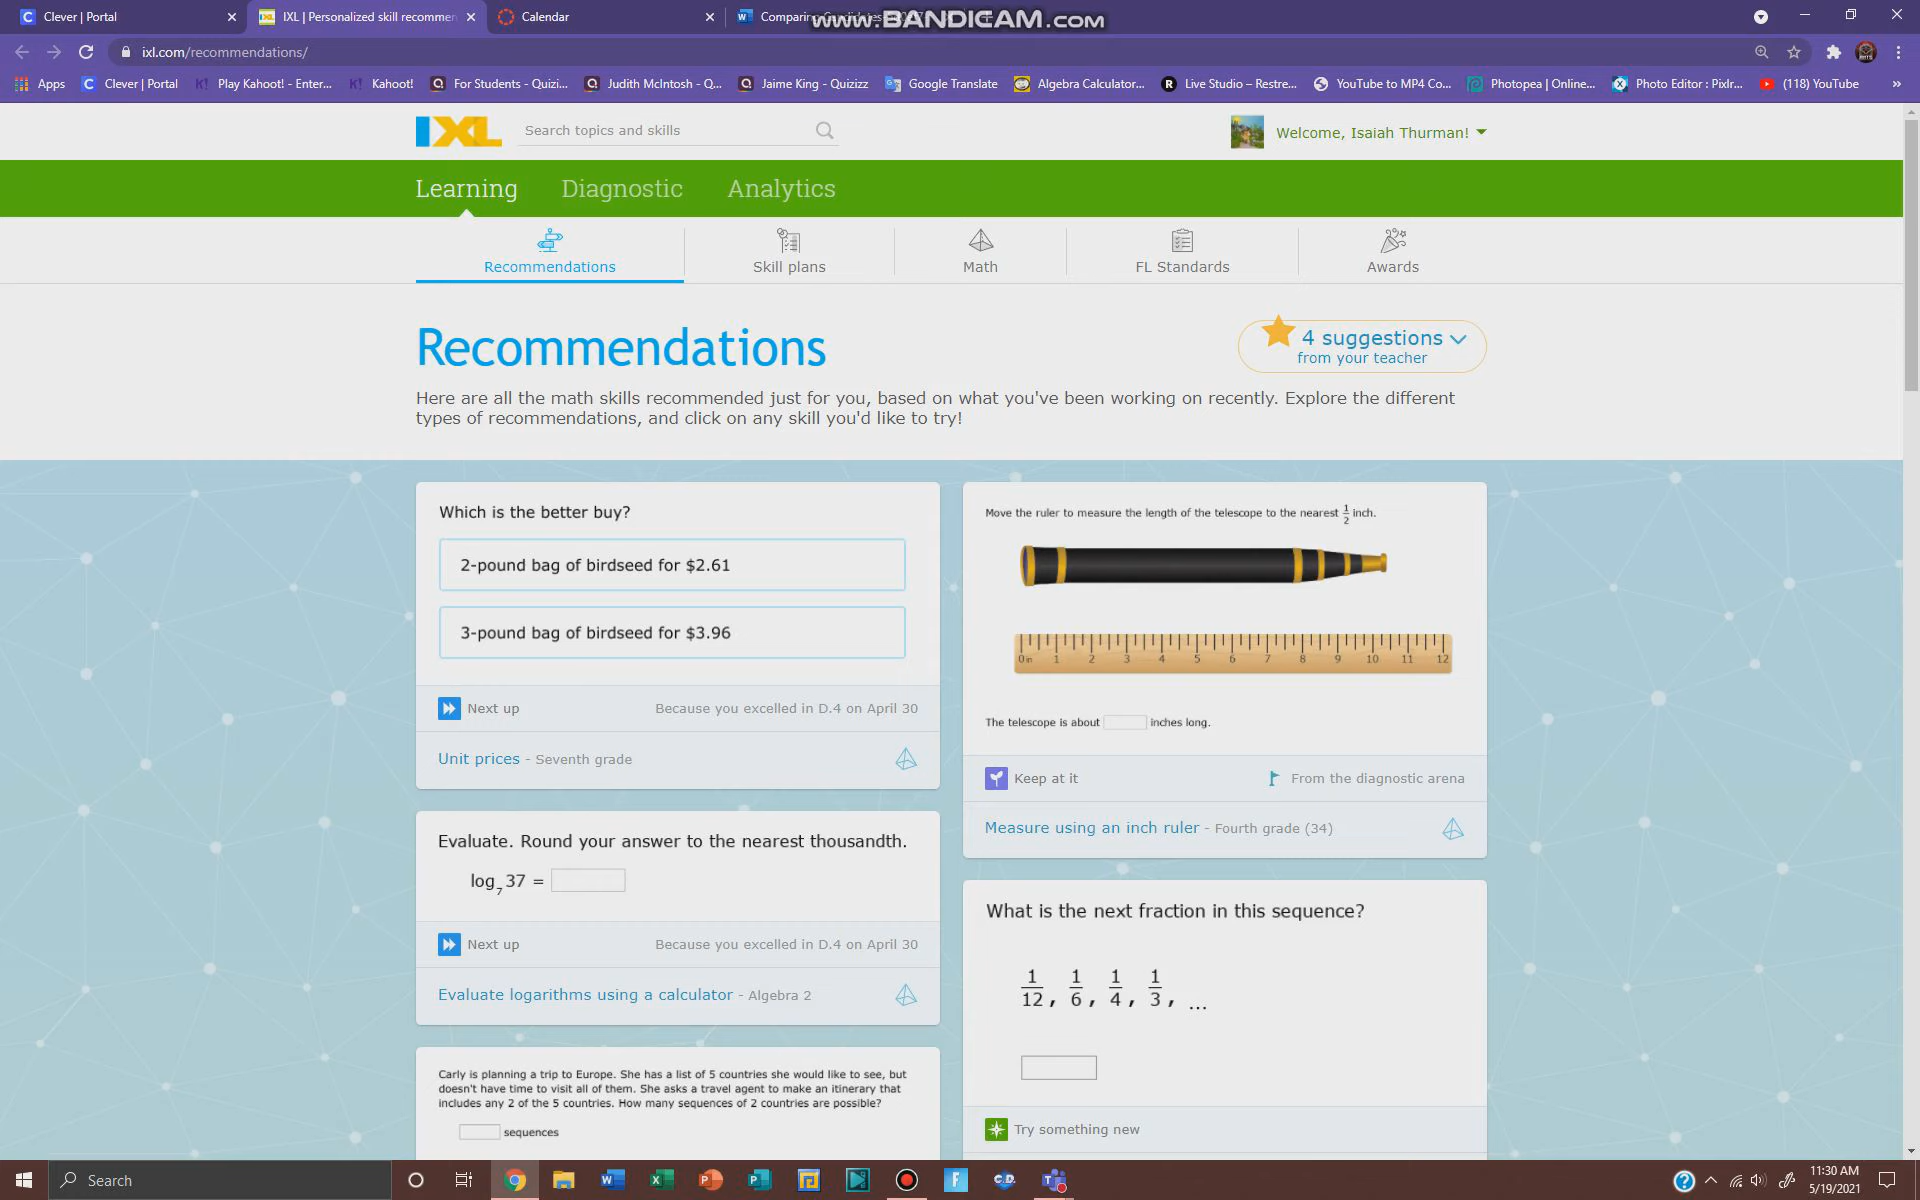 Clever | Portal
IXL | Personalized skill recommen
Calendar
www.BANDICAM.com
ixl.com/recommendations/
Apps
Clever | Portal
Play Kahoot! - Enter...
Kahoot!
For Students - Quizi...
Judith McIntosh - Q...
Jaime King - Quizizz
Google Translate
Algebra Calculator...
Live Studio – Restre...
YouTube to MP4 Co...
Photopea | Online...
Photo Editor : Pixlr...
(118) YouTube
»
IXL
Search topics and skills
Welcome, Isaiah Thurman!
Learning
Diagnostic
Analytics
Recommendations
Skill plans
Math
FL Standards
Awards
Recommendations
4 suggestions
from your teacher
Here are all the math skills recommended just for you, based on what you've been working on recently. Explore the different
types of recommendations, and click on any skill you'd like to try!
Which is the better buy?
2-pound bag of birdseed for $2.61
3-pound bag of birdseed for $3.96
Next up
Because you excelled in D.4 on April 30
Unit prices - Seventh grade
Move the ruler to measure the length of the telescope to the nearest 1/2 inch.
0 in 1 2 3 4 5 6 7 8 9 10 11 12
The telescope is about inches long.
Keep at it
From the diagnostic arena
Measure using an inch ruler - Fourth grade (34)
Evaluate. Round your answer to the nearest thousandth.
log₇ 37 =
Next up
Because you excelled in D.4 on April 30
Evaluate logarithms using a calculator - Algebra 2
What is the next fraction in this sequence?
1/12, 1/6, 1/4, 1/3, ...
Try something new
Carly is planning a trip to Europe. She has a list of 5 countries she would like to see, but
doesn't have time to visit all of them. She asks a travel agent to make an itinerary that
includes any 2 of the 5 countries. How many sequences of 2 countries are possible?
sequences
Search
11:30 AM
5/19/2021